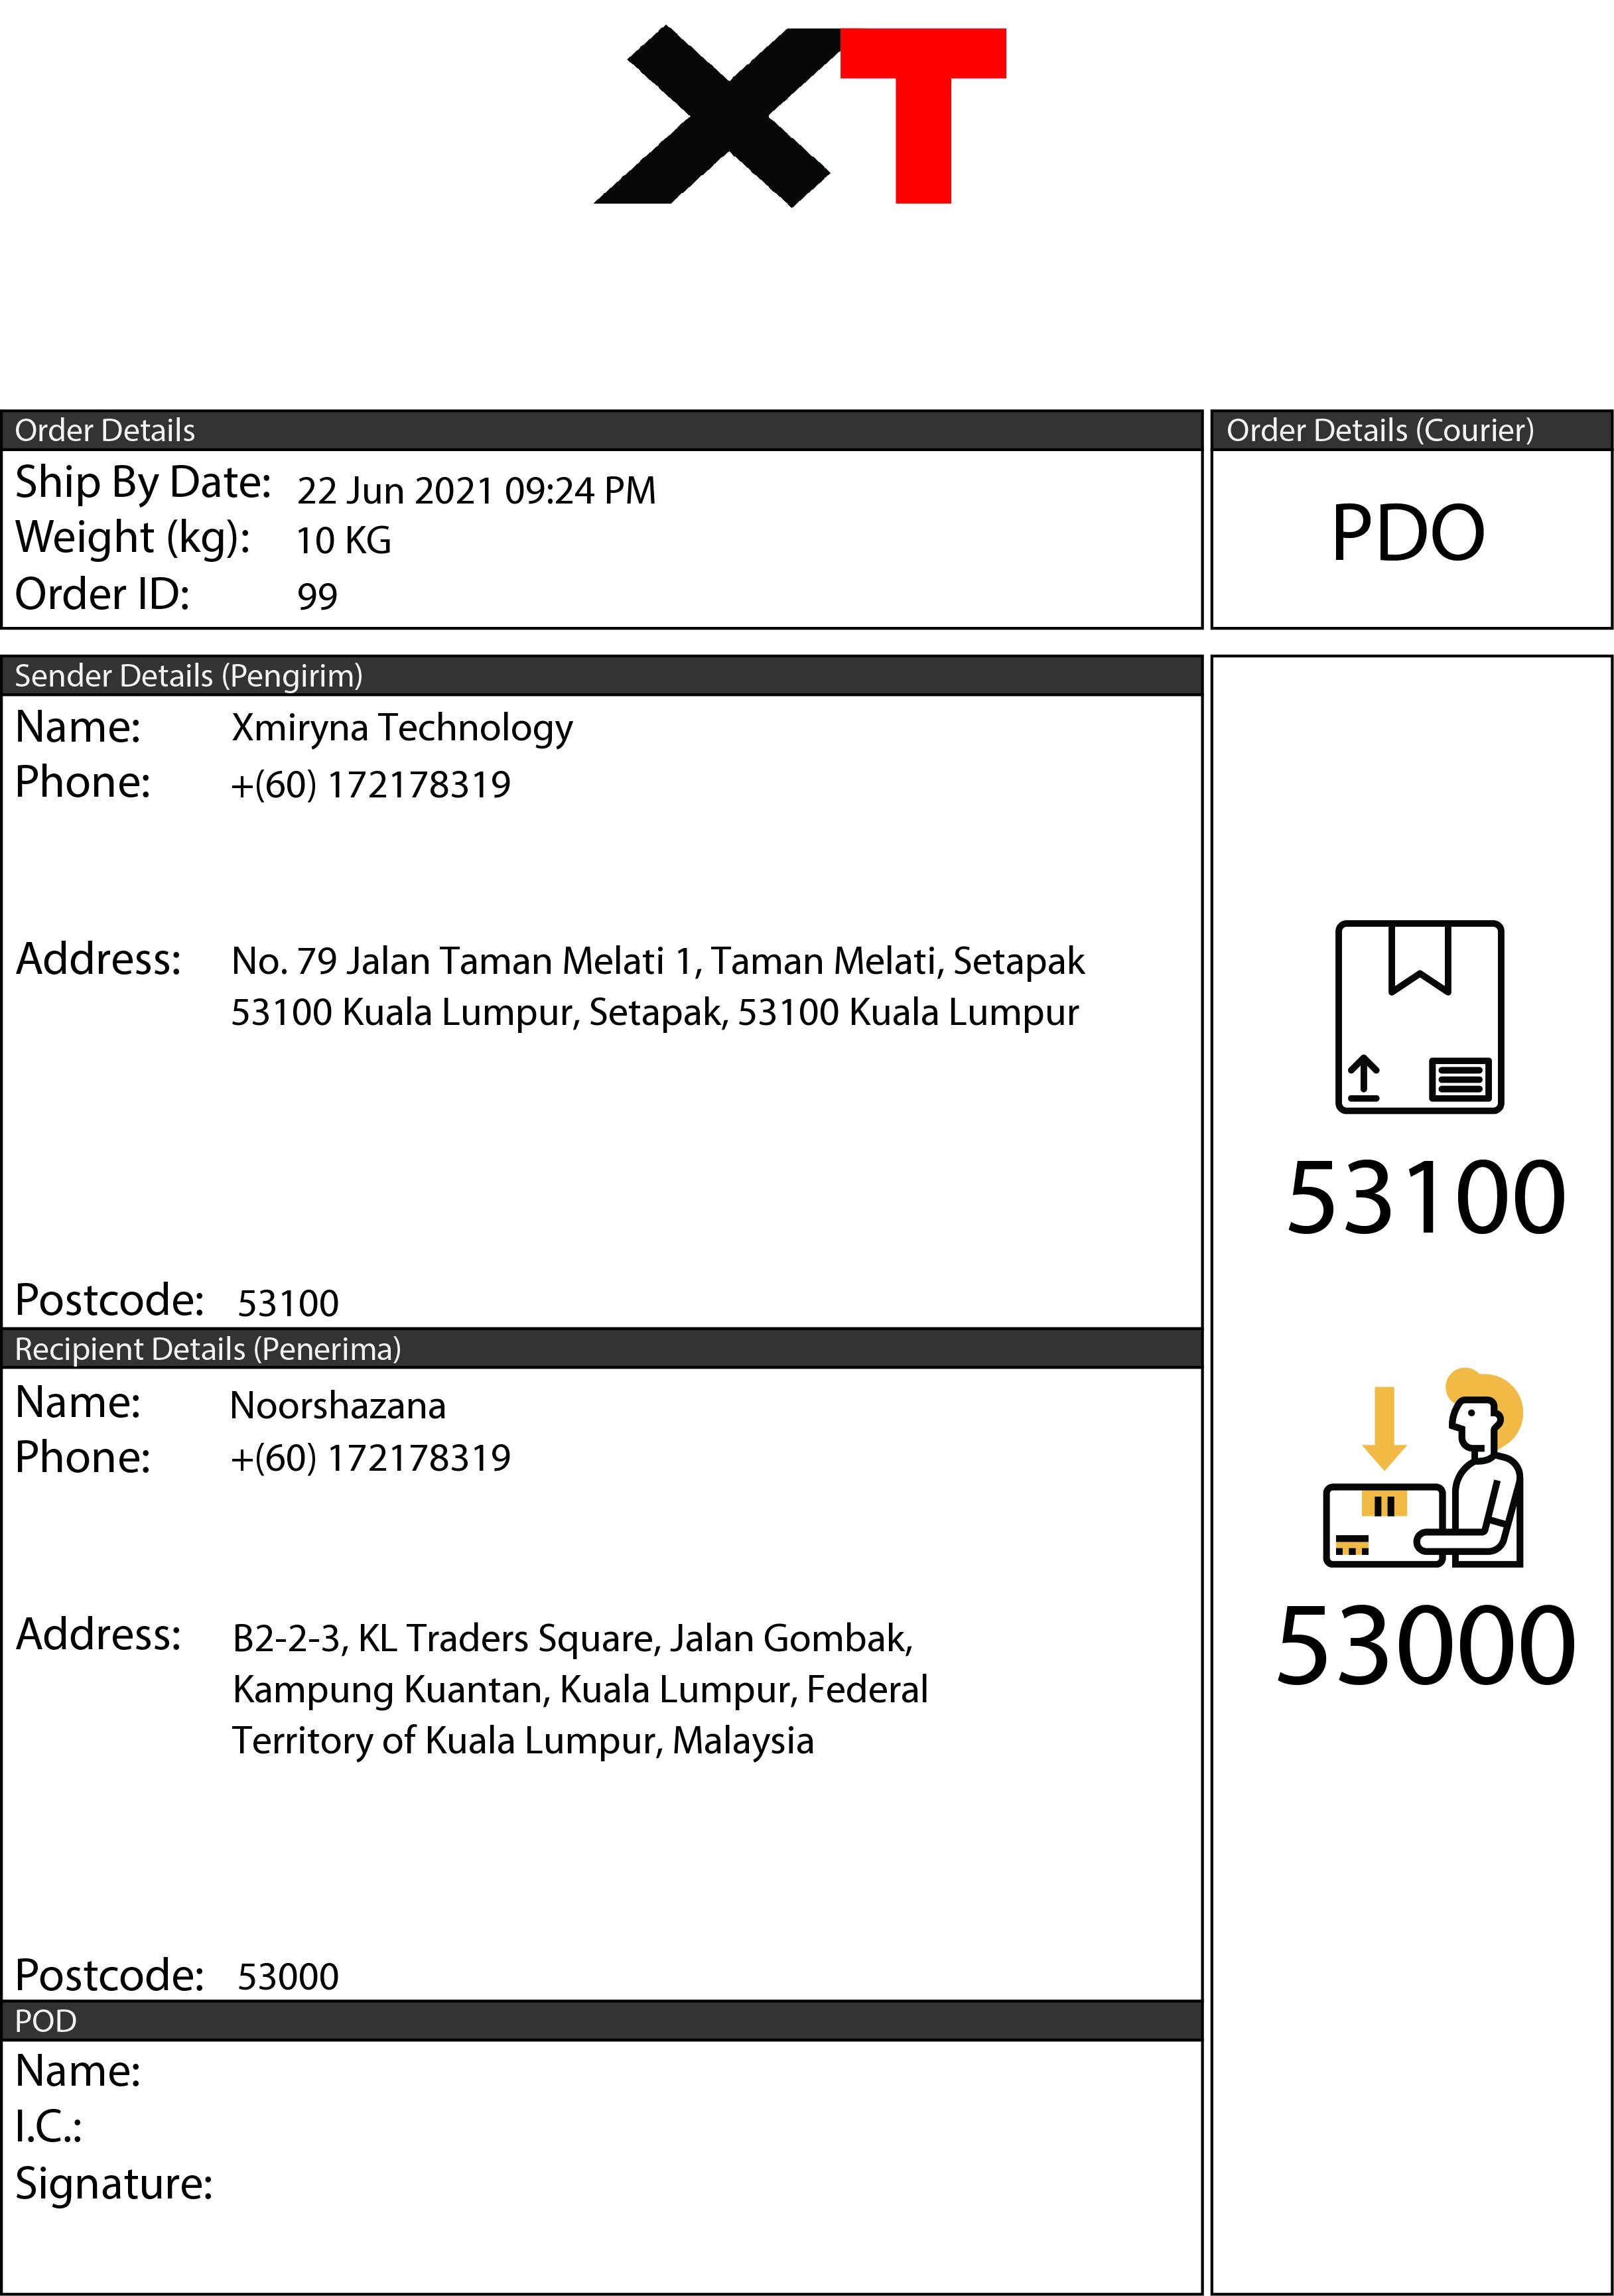 XT
Order Details
Ship By Date: 22 Jun 2021 09:24 PM
Weight (kg): 10 KG
Order ID: 99
Order Details (Courier)
PDO
Sender Details (Pengirim)
Name: Xmiryna Technology
Phone: +(60) 172178319
Address: No. 79 Jalan Taman Melati 1, Taman Melati, Setapak
53100 Kuala Lumpur, Setapak, 53100 Kuala Lumpur
Postcode: 53100
Recipient Details (Penerima)
Name: Noorshazana
Phone: +(60) 172178319
Address: B2-2-3, KL Traders Square, Jalan Gombak,
Kampung Kuantan, Kuala Lumpur, Federal
Territory of Kuala Lumpur, Malaysia
Postcode: 53000
POD
Name:
I.C.:
Signature:
53100
53000